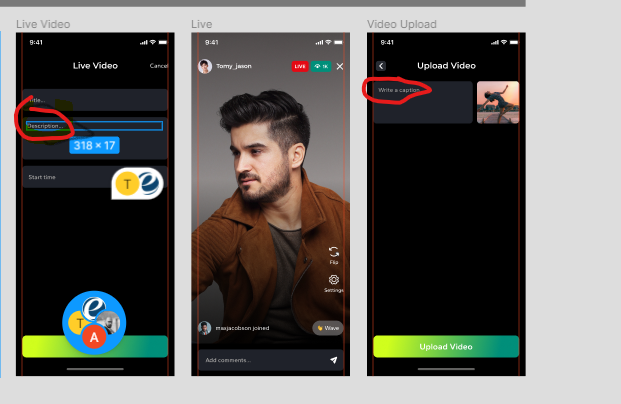 Live Video
Live
Video Upload
9:41
Live Video
Cancel
Title...
Description...
318 × 17
Start time
T
e
e
T
A
9:41
Tomy_jason
LIVE
1K
Flip
Settings
maxjacobson joined
👋 Wave
Add comments...
9:41
Upload Video
Write a caption
Upload Video